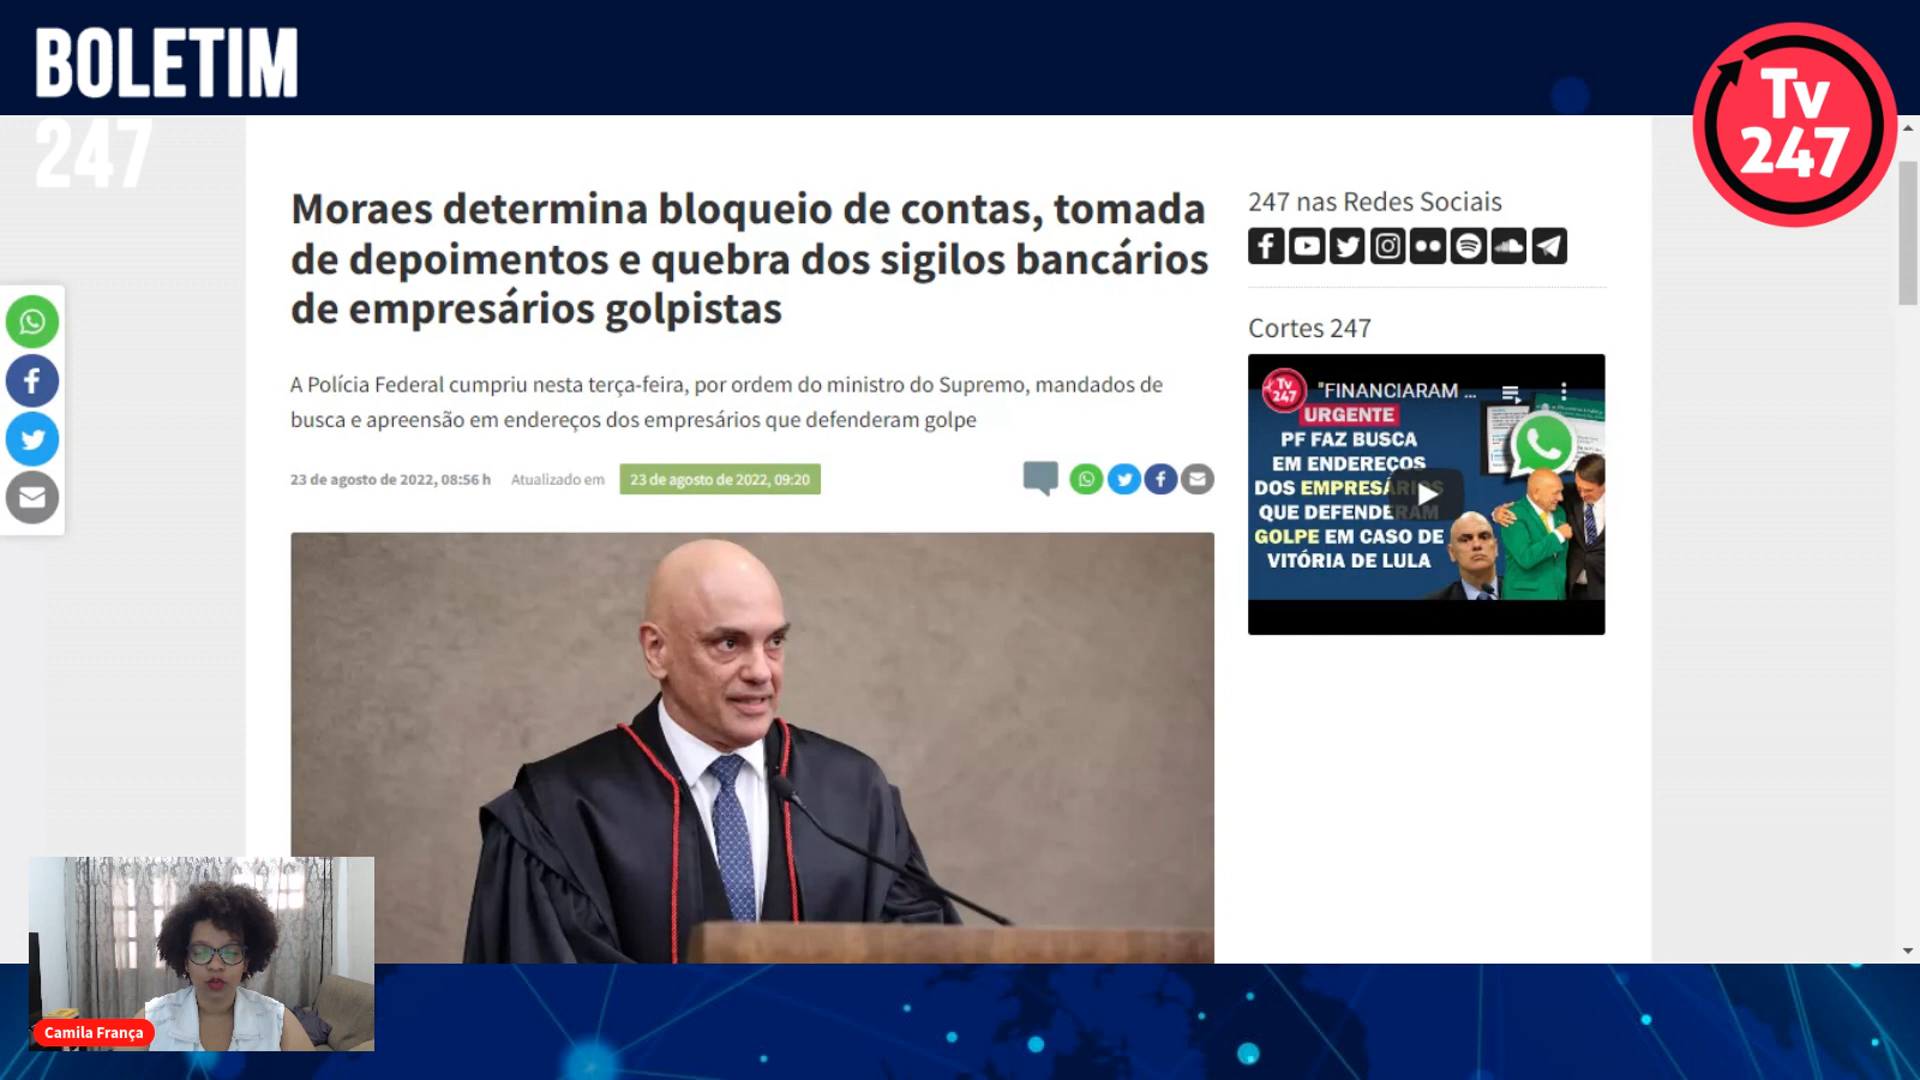 BOLETIM
247
Tv
247
Moraes determina bloqueio de contas, tomada
de depoimentos e quebra dos sigilos bancários
de empresários golpistas
A Polícia Federal cumpriu nesta terça-feira, por ordem do ministro do Supremo, mandados de
busca e apreensão em endereços dos empresários que defenderam golpe
23 de agosto de 2022, 08:56 h Atualizado em 23 de agosto de 2022, 09:20
247 nas Redes Sociais
Cortes 247
Tv
247
"FINANCIARAM ...
URGENTE
PF FAZ BUSCA
EM ENDEREÇOS
DOS EMPRESÁRIOS
QUE DEFENDERAM
GOLPE EM CASO DE
VITÓRIA DE LULA
Camila França